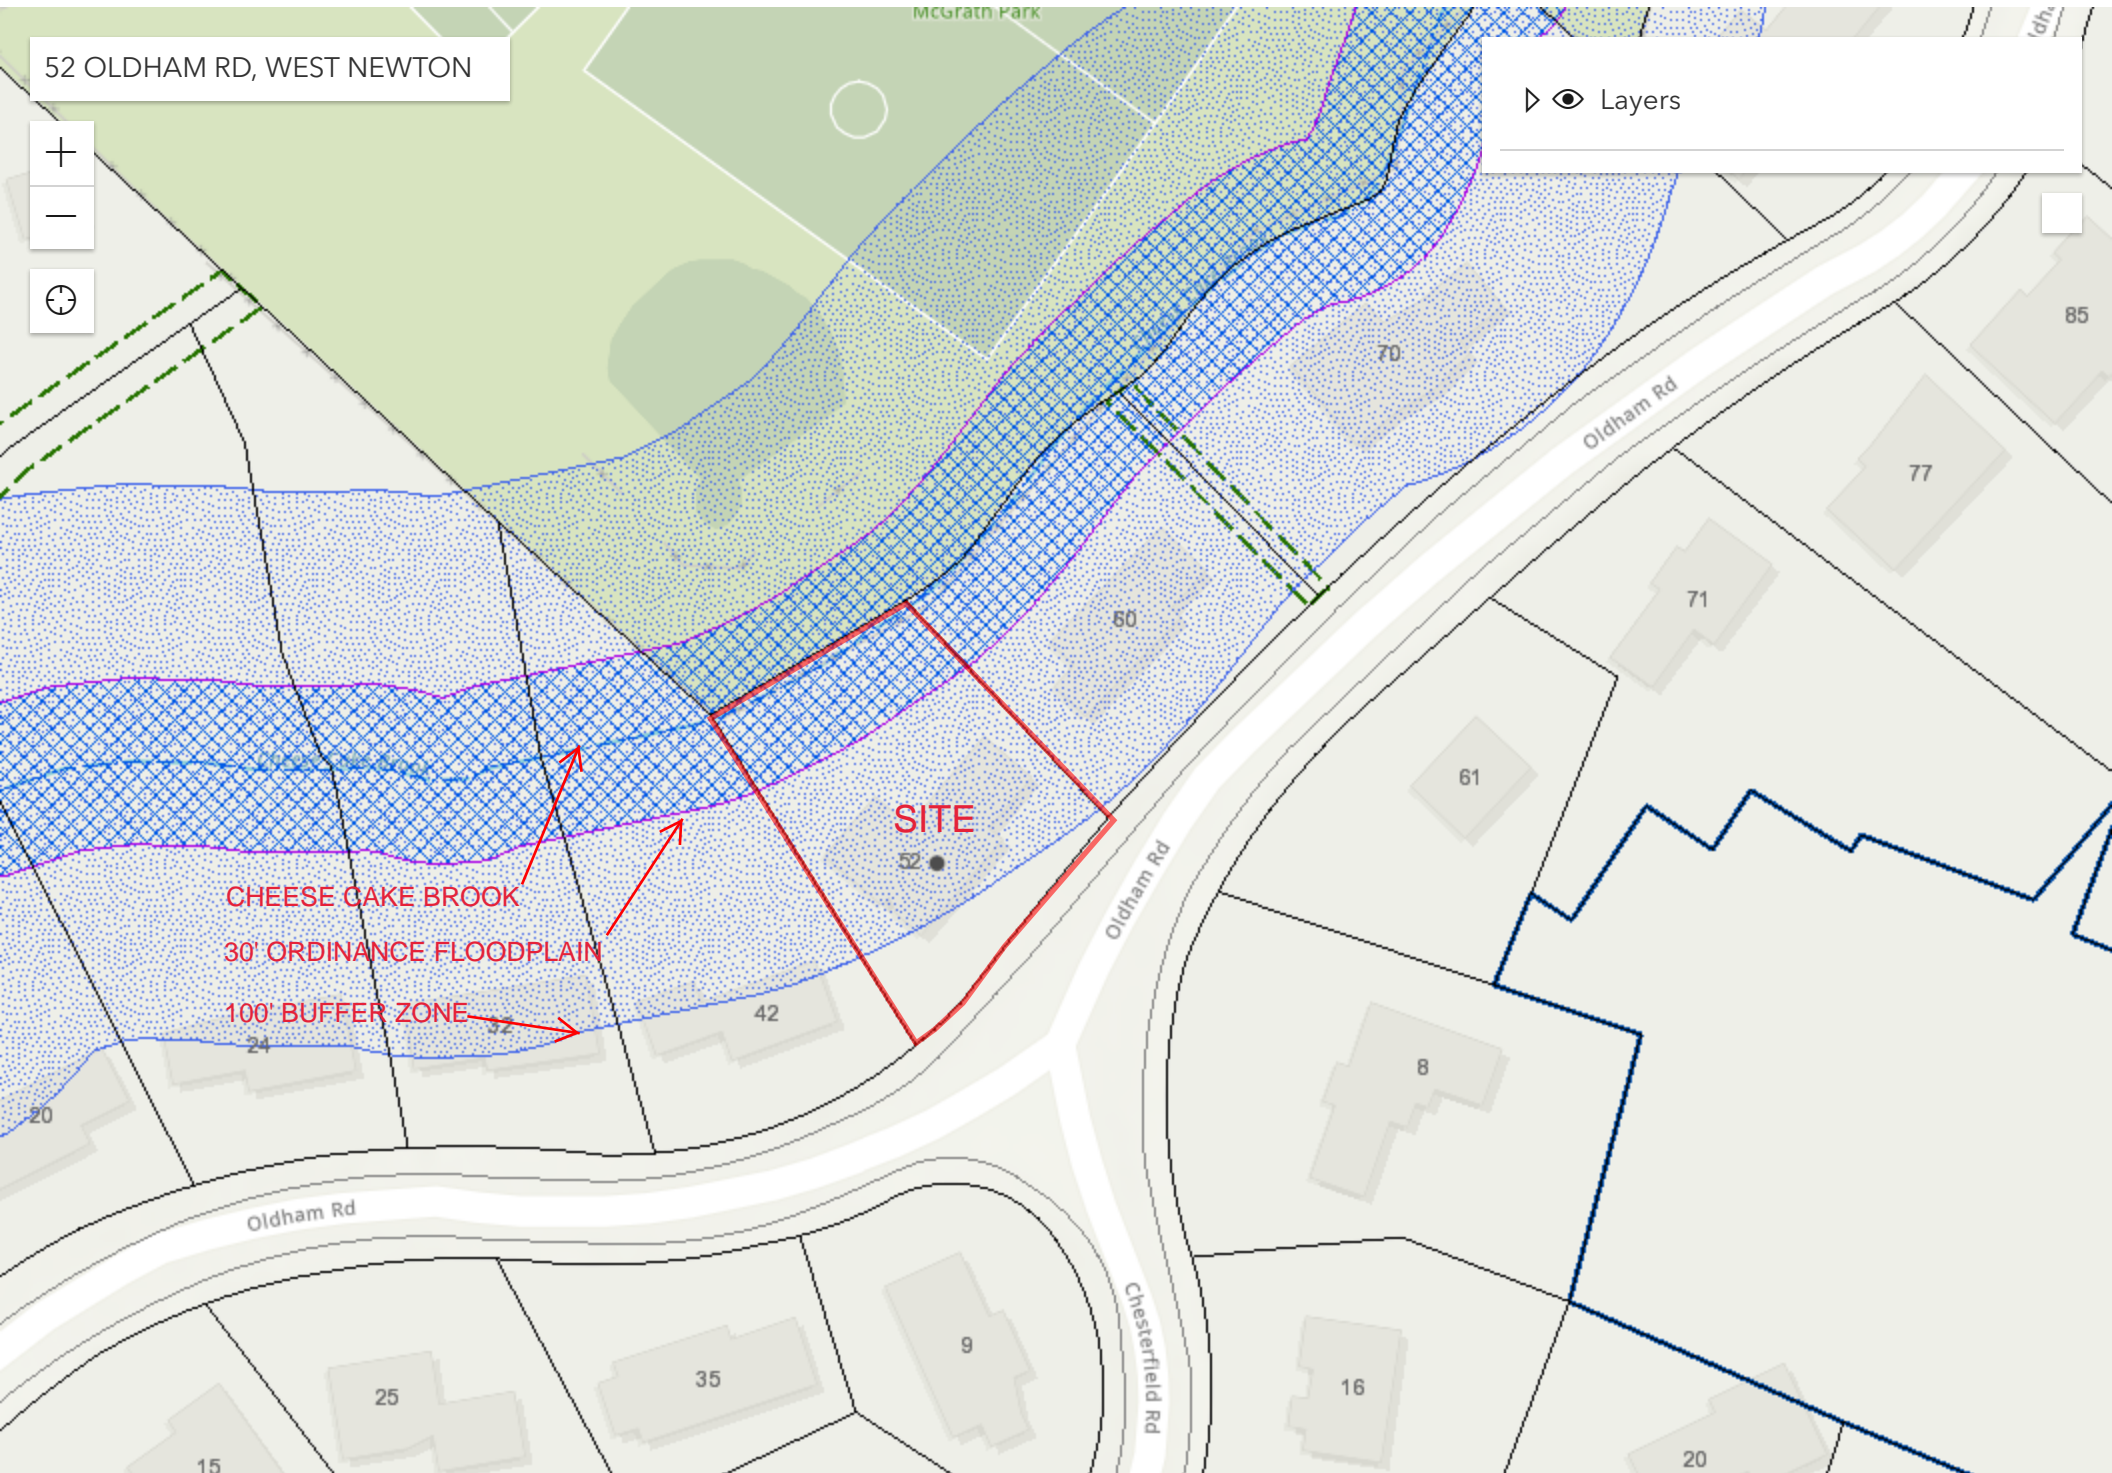 McGrath Park
52 OLDHAM RD, WEST NEWTON
Layers
85
70
Oldham Rd
77
71
60
61
SITE
52
Oldham Rd
CHEESE CAKE BROOK
30' ORDINANCE FLOODPLAIN
100' BUFFER ZONE
32
42
24
8
20
Oldham Rd
Chesterfield Rd
9
35
25
16
15
20